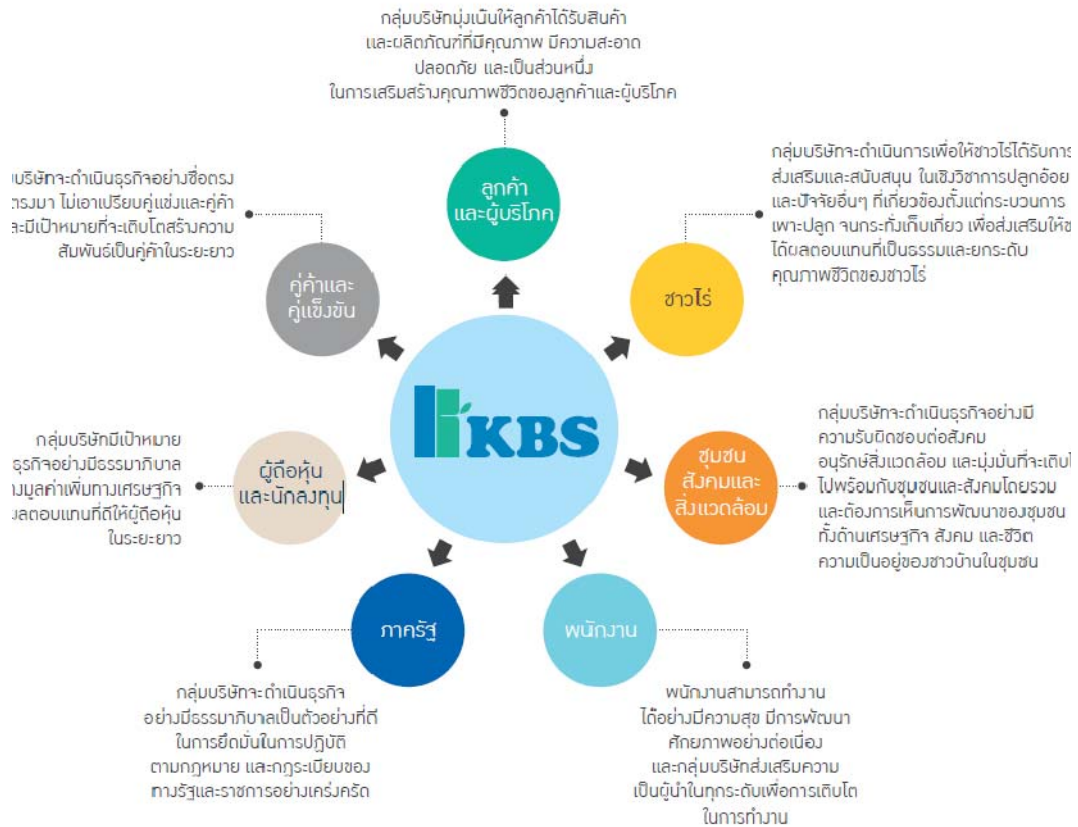 กลุ่มบริษัทมุ่งเน้นให้ลูกค้าได้รับสินค้า
และผลิตภัณฑ์ที่มีคุณภาพ มีความสะอาด
ปลอดภัย และเป็นส่วนหนึ่ง
ในการเสริมสร้างคุณภาพชีวิตของลูกค้าและผู้บริโภค
ลูกค้า
และผู้บริโภค
กลุ่มบริษัทจะดำเนินการเพื่อให้ชาวไร่ได้รับการ
ส่งเสริมและสนับสนุน ในเชิงวิชาการปลูกอ้อย
และปัจจัยอื่นๆ ที่เกี่ยวข้องตั้งแต่กระบวนการ
เพาะปลูก จนกระทั่งเก็บเกี่ยว เพื่อส่งเสริมให้
ได้ผลตอบแทนที่เป็นธรรมและยกระดับ
คุณภาพชีวิตของชาวไร่
ชาวไร่
บริษัทจะดำเนินธุรกิจอย่างซื่อตรง
ตรงมา ไม่เอาเปรียบคู่แข่งและคู่ค้า
มีเป้าหมายที่จะเติบโตสร้างความ
สัมพันธ์เป็นคู่ค้าในระยะยาว
คู่ค้าและ
คู่แข็งขัน
KBS
กลุ่มบริษัทจะดำเนินธุรกิจอย่างมี
ความรับผิดชอบต่อสังคม
อนุรักษ์สิ่งแวดล้อม และมุ่งมั่นที่จะ
ไปพร้อมกับชุมชนและสังคมโดยรวม
และต้องการเห็นการพัฒนาของชุมชน
ทั้งด้านเศรษฐกิจ สังคม และชีวิต
ความเป็นอยู่ของชาวบ้านในชุมชน
ชุมชน
สังคมและ
สิ่งแวดล้อม
กลุ่มบริษัทมีเป้าหมาย
ธุรกิจอย่างมีธรรมาภิบาล
มูลค่าเพิ่มทางเศรษฐกิจ
ผลตอบแทนที่ดีให้ผู้ถือหุ้น
ในระยะยาว
ผู้ถือหุ้น
และนักลงทุน
ภาครัฐ
กลุ่มบริษัทจะดำเนินธุรกิจ
อย่างมีธรรมาภิบาลเป็นตัวอย่างที่ดี
ในการยึดมั่นในการปฏิบัติ
ตามกฎหมาย และกฎระเบียบของ
ทางรัฐและราชการอย่างเคร่งครัด
พนักงาน
พนักงานสามารถทำงาน
ได้อย่างมีความสุข มีการพัฒนา
ศักยภาพอย่างต่อเนื่อง
และกลุ่มบริษัทส่งเสริมความ
เป็นผู้นำในทุกระดับเพื่อการเติบโต
ในการทำงาน